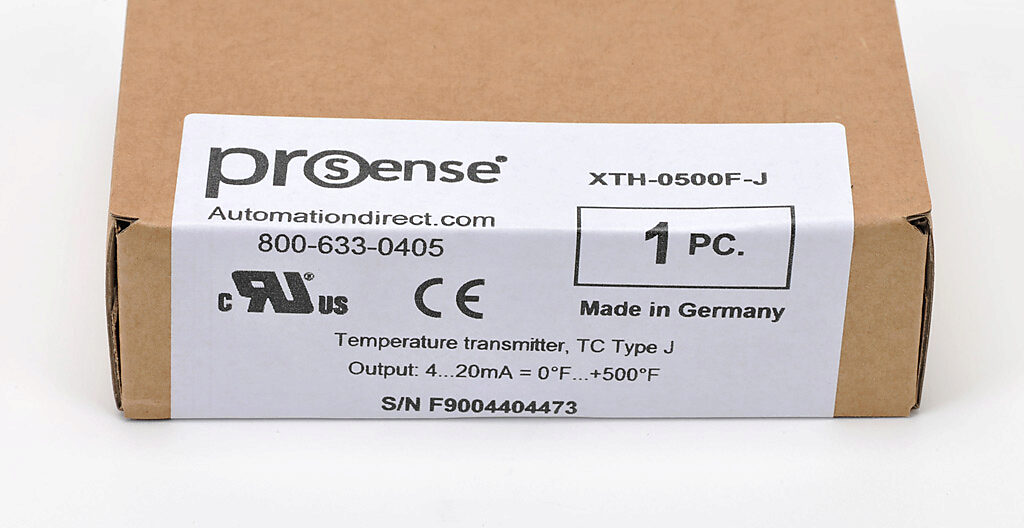 prosense
XTH-0500F-J
Automationdirect.com
800-633-0405
1 PC.
c RU® US
CE
Made in Germany
Temperature transmitter, TC Type J
Output: 4...20mA = 0°F...+500°F
S/N F9004404473